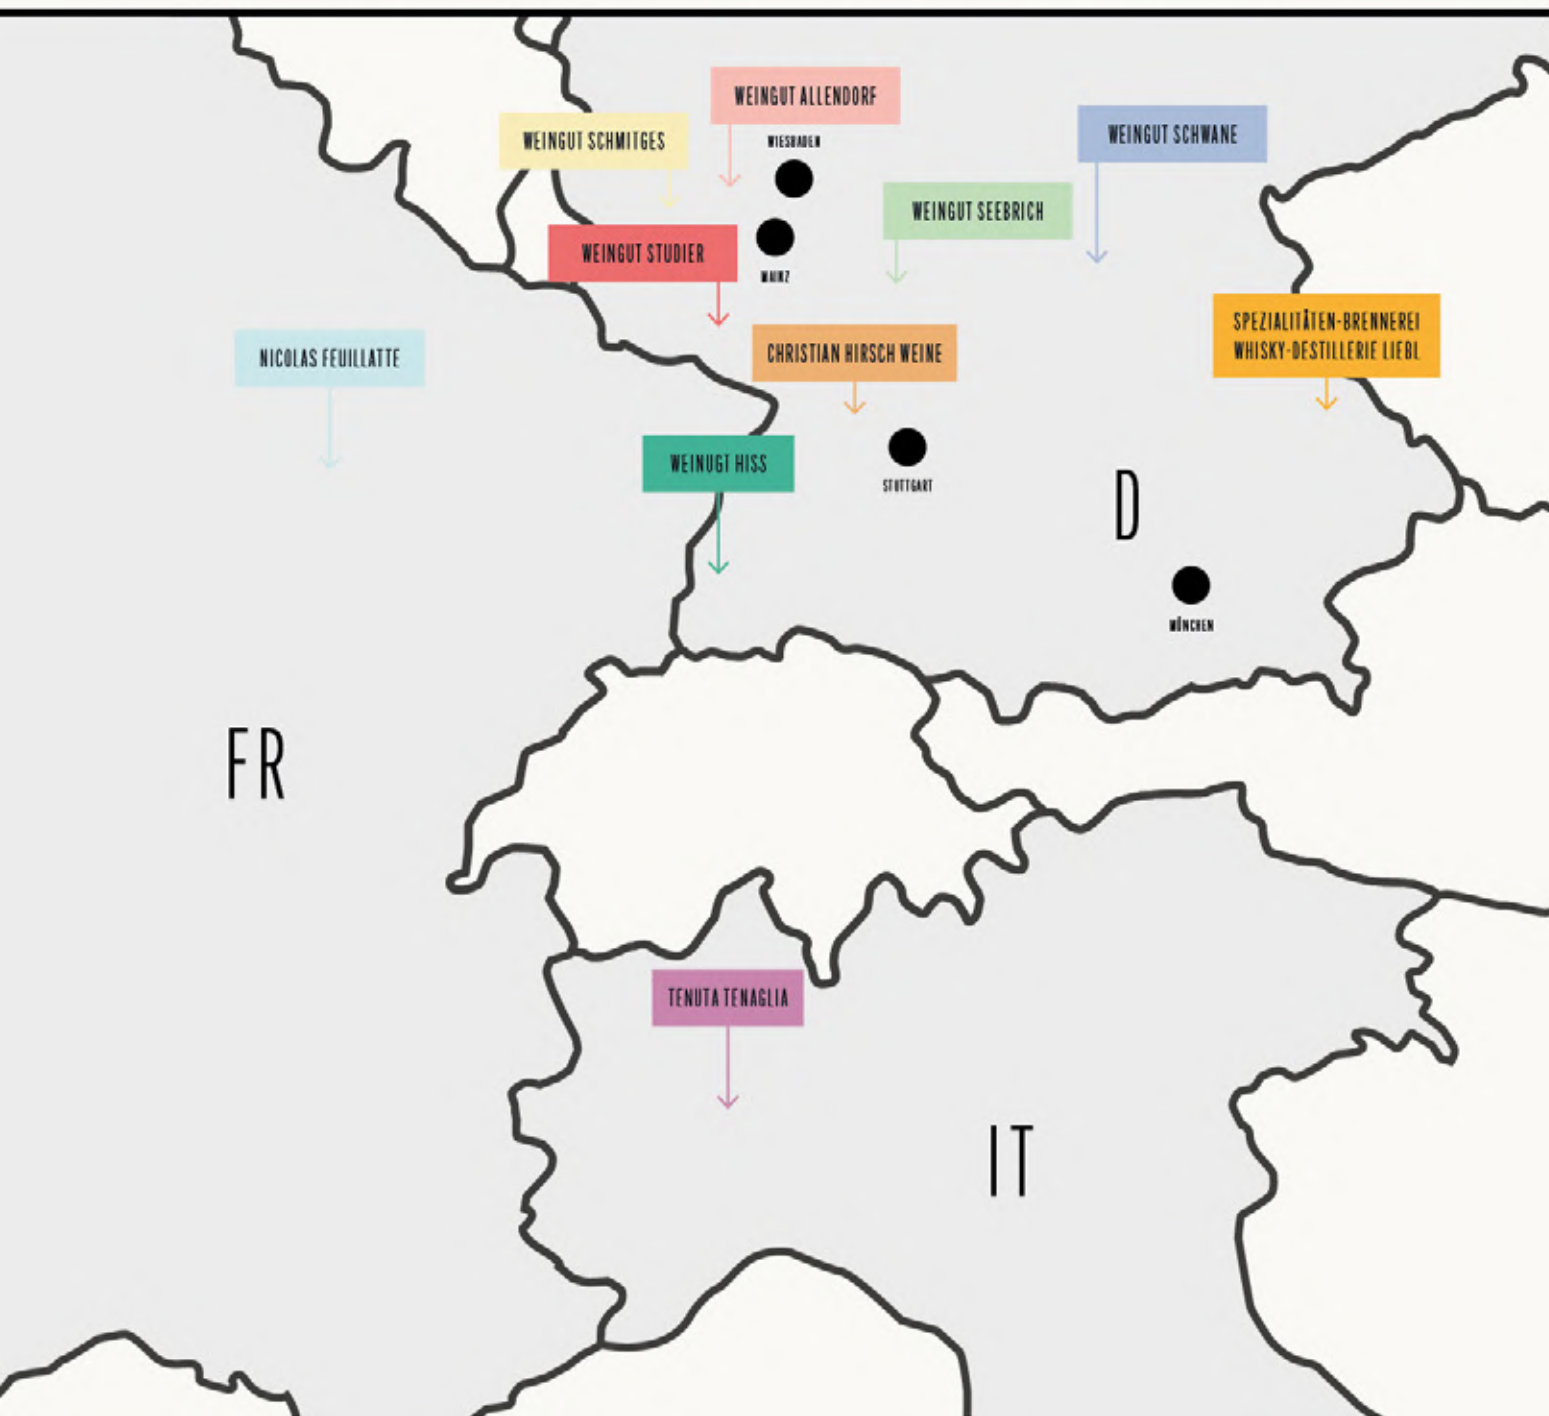 WEINGUT ALLENDORF
WEINGUT SCHMITGES
WIESBADEN
WEINGUT SCHWANE
WEINGUT SEEBRICH
WEINGUT STUDIER
MAINZ
SPEZIALITÄTEN-BRENNEREI
WHISKY-DESTILLERIE LIEBL
NICOLAS FEUILLATTE
CHRISTIAN HIRSCH WEINE
WEINUGT HISS
STUTTGART
D
MÜNCHEN
FR
TENUTA TENAGLIA
IT